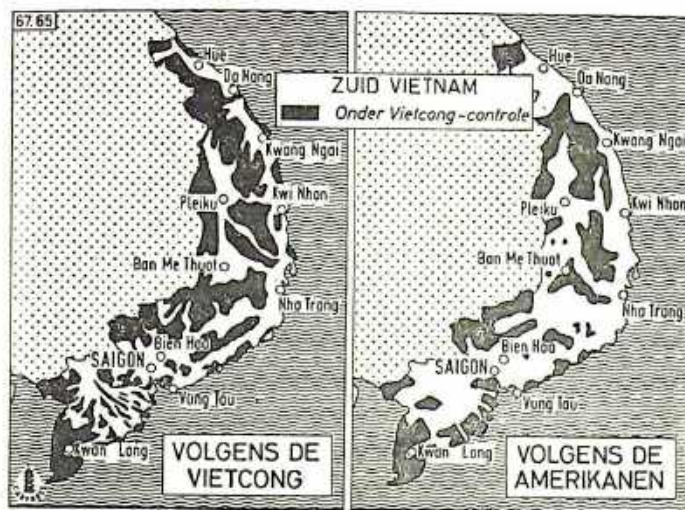 67.65
Hué
Da Nang
Kwang Ngai
Kwi Nhon
Pleiku
Ban Me Thuot
Nha Trang
Bien Hoa
SAIGON
Vung Tau
Kwan Long
VOLGENS DE
VIETCONG
ZUID VIETNAM
Onder Vietcong-controle
Hué
Da Nang
Kwang Ngai
Kwi Nhon
Pleiku
Ban Me Thuot
Nha Trang
Bien Hoa
SAIGON
Vung Tau
Kwan Long
VOLGENS DE
AMERIKANEN